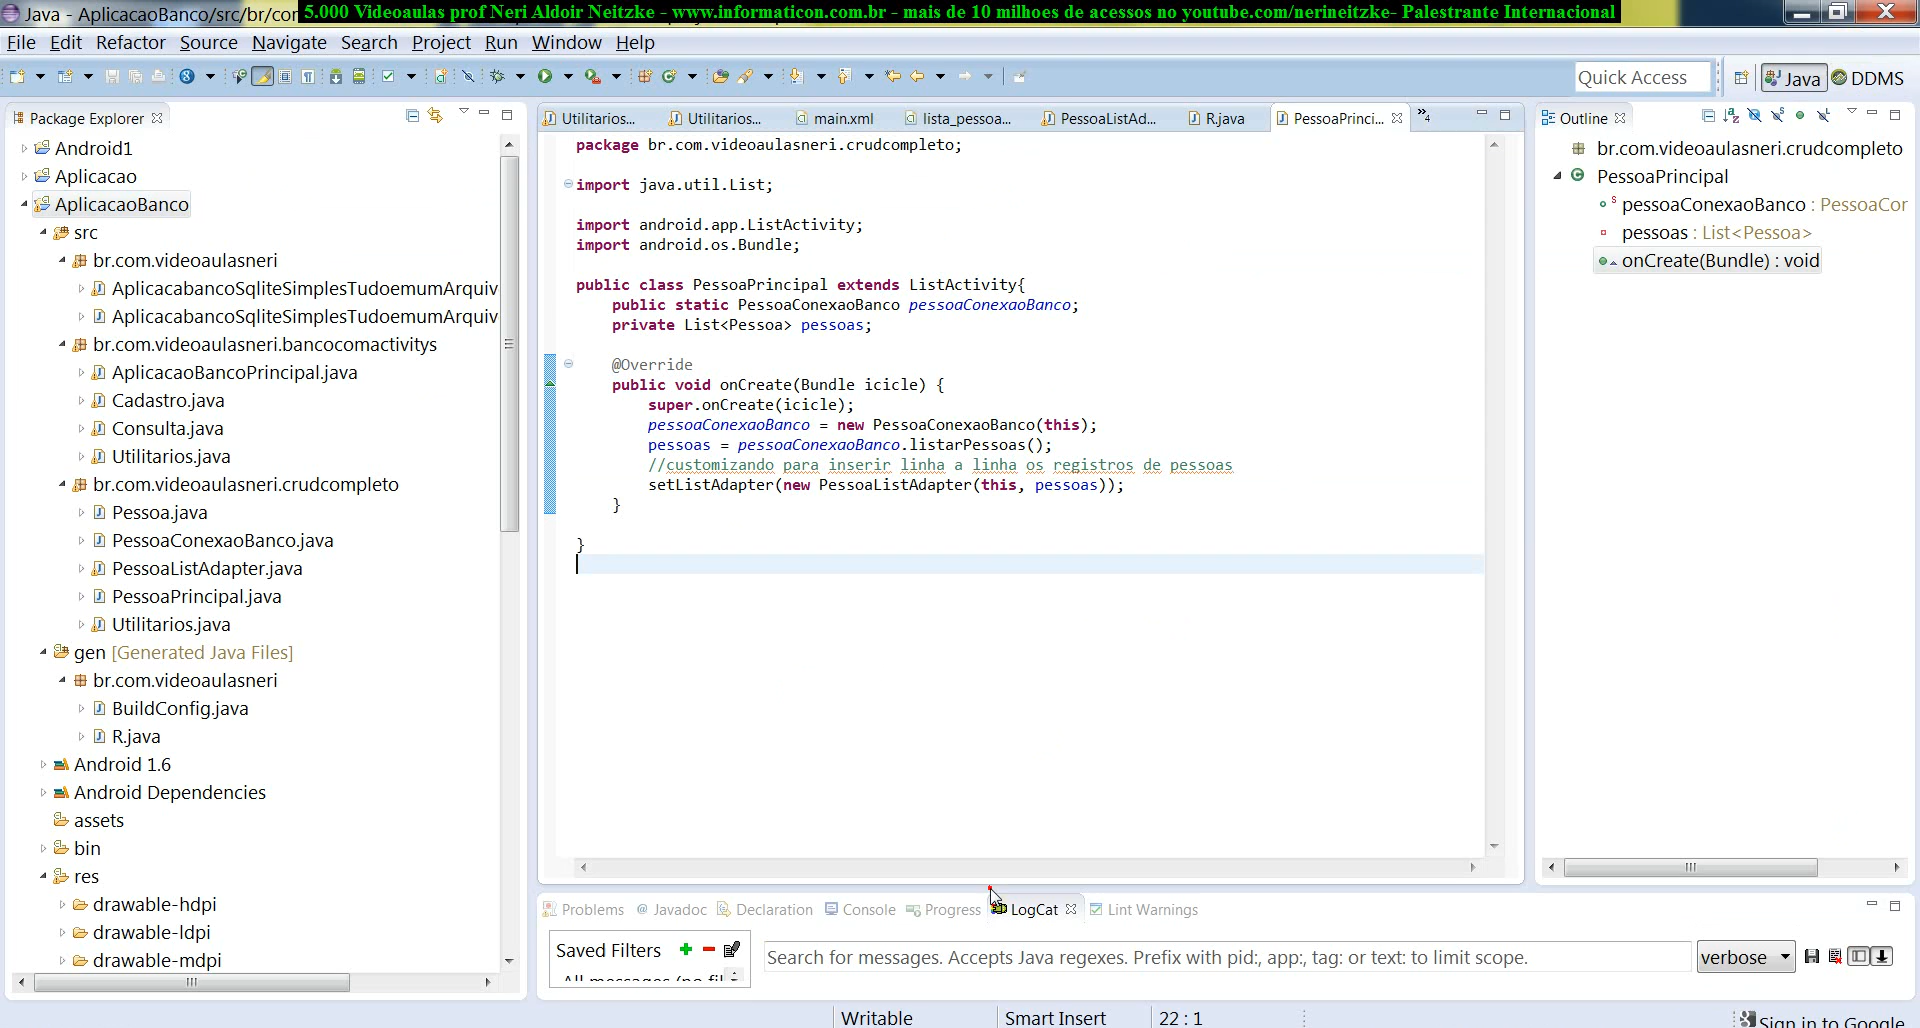 Java - AplicacaoBanco/src/br/cor
5.000 Videoaulas prof Neri Aldoir Neitzke - www.informaticon.com.br - mais de 10 milhoes de acessos no youtube.com/nerineitzke- Palestrante Internacional
File Edit Refactor Source Navigate Search Project Run Window Help
Quick Access
Java
DDMS
Package Explorer
Android1
Aplicacao
AplicacaoBanco
src
br.com.videoaulasneri
AplicacabancoSqliteSimplesTudoemumArquiv
AplicacabancoSqliteSimplesTudoemumArquiv
br.com.videoaulasneri.bancocomactivitys
AplicacaoBancoPrincipal.java
Cadastro.java
Consulta.java
Utilitarios.java
br.com.videoaulasneri.crudcompleto
Pessoa.java
PessoaConexaoBanco.java
PessoaListAdapter.java
PessoaPrincipal.java
Utilitarios.java
gen [Generated Java Files]
br.com.videoaulasneri
BuildConfig.java
R.java
Android 1.6
Android Dependencies
assets
bin
res
drawable-hdpi
drawable-ldpi
drawable-mdpi
Utilitarios... Utilitarios... main.xml lista_pessoa... PessoaListAd... R.java PessoaPrinci... »4
package br.com.videoaulasneri.crudcompleto;
import java.util.List;
import android.app.ListActivity;
import android.os.Bundle;
public class PessoaPrincipal extends ListActivity{
public static PessoaConexaoBanco pessoaConexaoBanco;
private List<Pessoa> pessoas;
@Override
public void onCreate(Bundle icicle) {
super.onCreate(icicle);
pessoaConexaoBanco = new PessoaConexaoBanco(this);
pessoas = pessoaConexaoBanco.listarPessoas();
//customizando para inserir linha a linha os registros de pessoas
setListAdapter(new PessoaListAdapter(this, pessoas));
}
}
Outline
br.com.videoaulasneri.crudcompleto
PessoaPrincipal
pessoaConexaoBanco : PessoaCor
pessoas : List<Pessoa>
onCreate(Bundle) : void
Problems @ Javadoc Declaration Console Progress LogCat Lint Warnings
Saved Filters
All messages (no fil
Search for messages. Accepts Java regexes. Prefix with pid:, app:, tag: or text: to limit scope.
verbose
Writable
Smart Insert
22 : 1
Sign in to Google